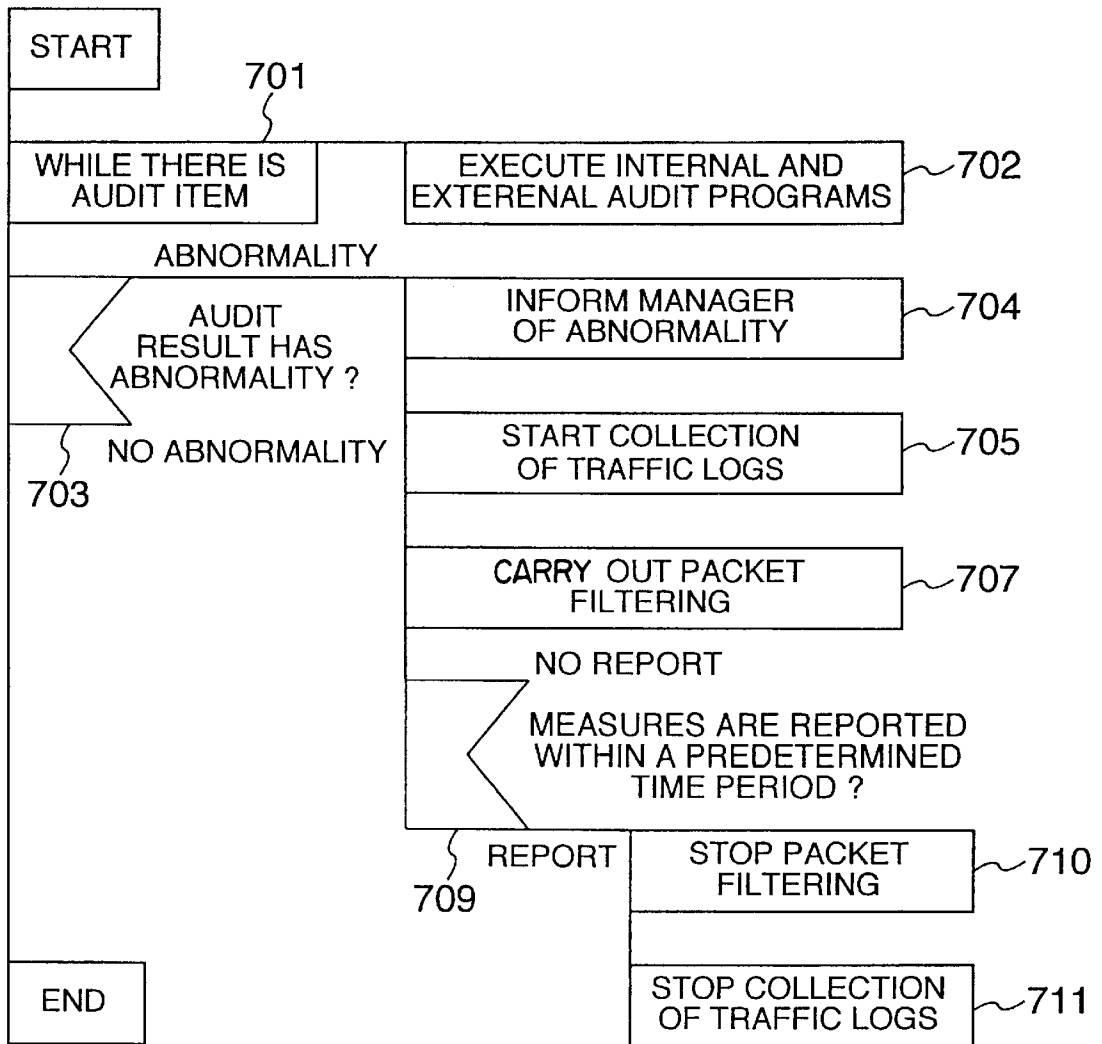 START
701
WHILE THERE IS
AUDIT ITEM
EXECUTE INTERNAL AND
EXTERENAL AUDIT PROGRAMS
702
ABNORMALITY
AUDIT
RESULT HAS
ABNORMALITY ?
NO ABNORMALITY
703
INFORM MANAGER
OF ABNORMALITY
704
START COLLECTION
OF TRAFFIC LOGS
705
CARRY OUT PACKET
FILTERING
707
NO REPORT
MEASURES ARE REPORTED
WITHIN A PREDETERMINED
TIME PERIOD ?
REPORT
709
STOP PACKET
FILTERING
710
STOP COLLECTION
OF TRAFFIC LOGS
711
END